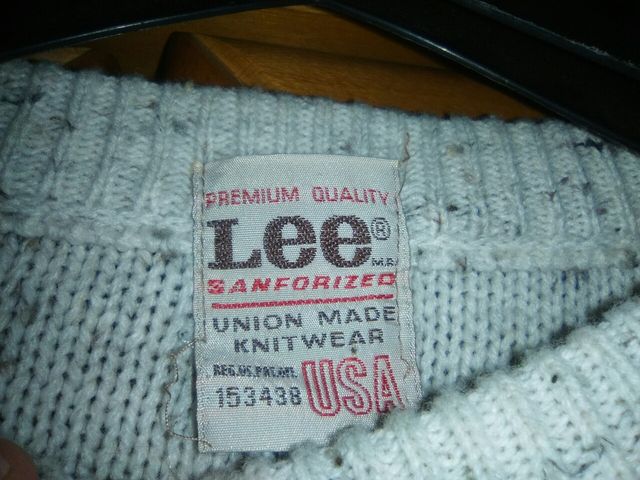 PREMIUM QUALITY
Lee®
M.R.
SANFORIZED
UNION MADE
KNITWEAR
REG.US.PAT.OFF.
153438 USA